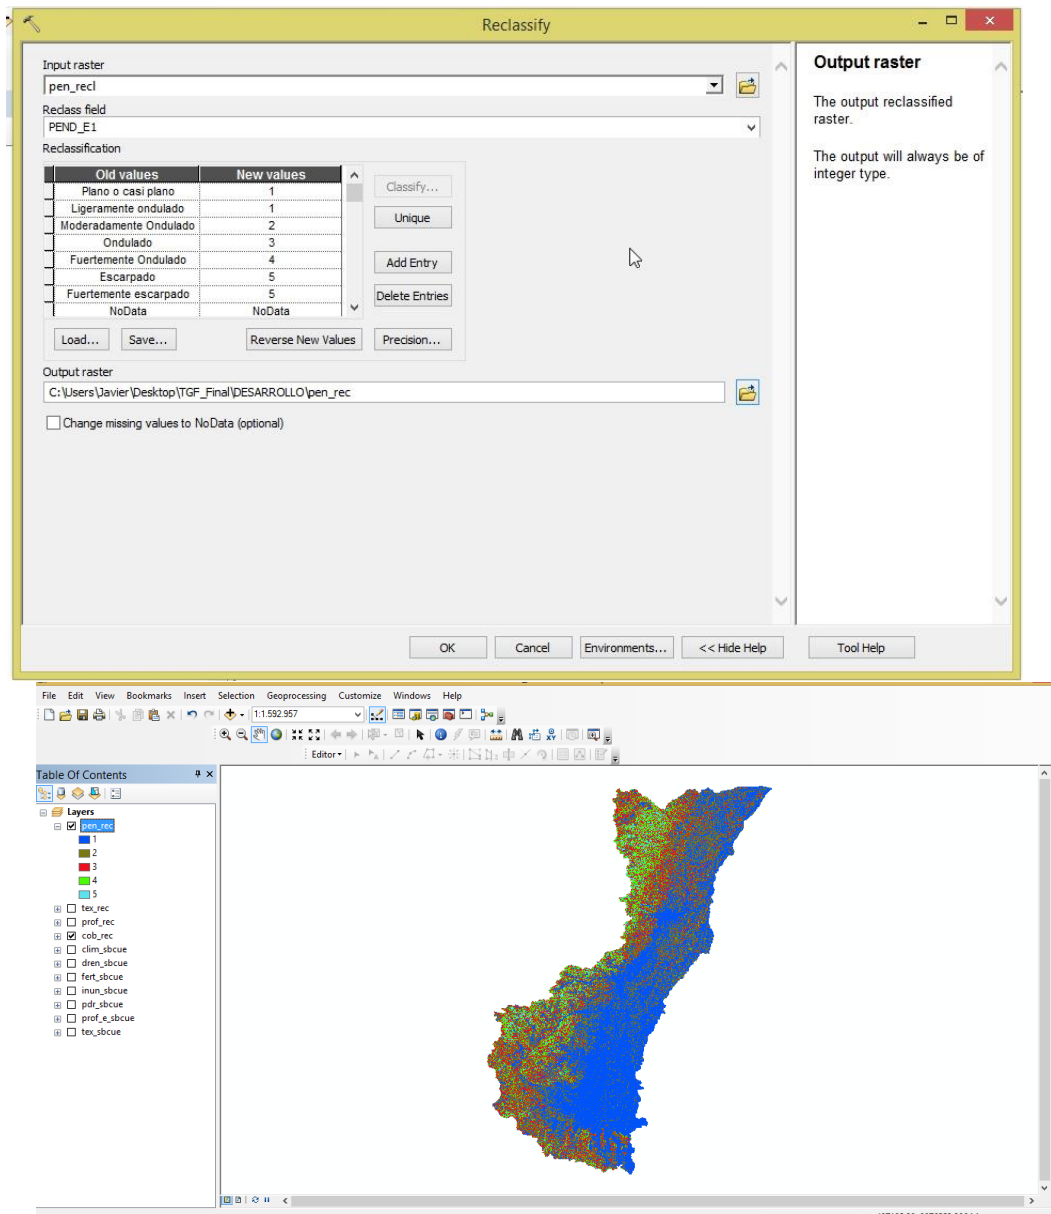 Reclassify
Input raster
pen_recl
Reclass field
PEND_E1
Reclassification
Old values New values
Plano o casi plano 1
Ligeramente ondulado 1
Moderadamente Ondulado 2
Ondulado 3
Fuertemente Ondulado 4
Escarpado 5
Fuertemente escarpado 5
NoData NoData
Classify...
Unique
Add Entry
Delete Entries
Load... Save... Reverse New Values Precision...
Output raster
C:\Users\Javier\Desktop\TGF_Final\DESARROLLO\pen_rec
Change missing values to NoData (optional)
Output raster
The output reclassified
raster.
The output will always be of
integer type.
OK Cancel Environments... << Hide Help Tool Help
File Edit View Bookmarks Insert Selection Geoprocessing Customize Windows Help
1:1.592.957
Editor
Table Of Contents
Layers
pen_rec
1
2
3
4
5
tex_rec
prof_rec
cob_rec
clim_sbcue
dren_sbcue
fert_sbcue
inun_sbcue
pdr_sbcue
prof_e_sbcue
tex_sbcue